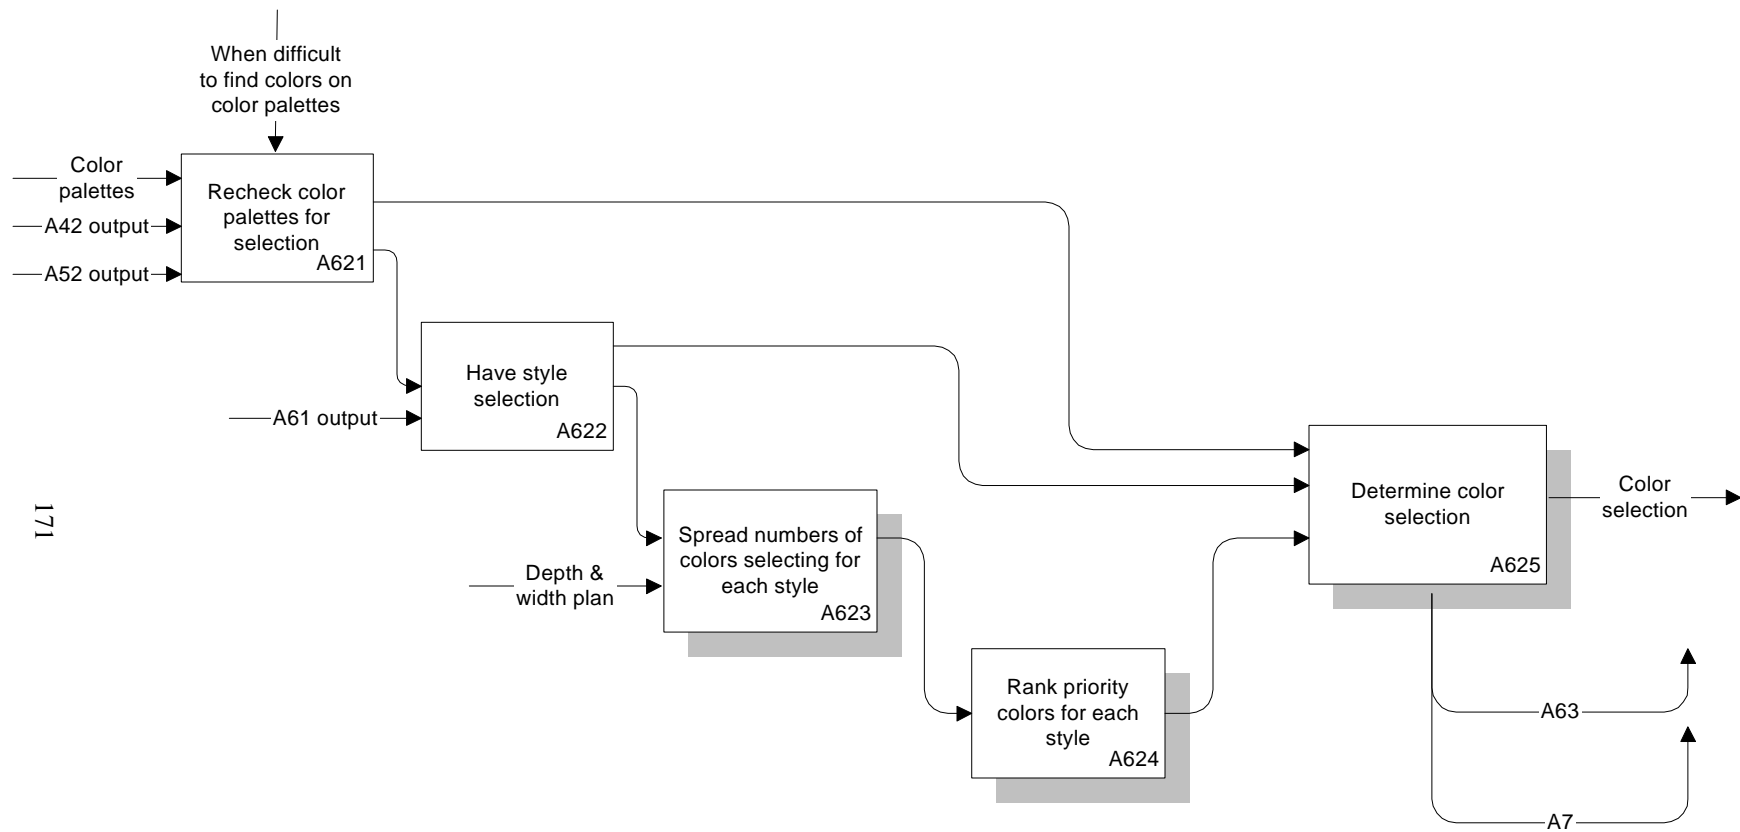 When difficult
to find colors on
color palettes
Color
palettes
A42 output
A52 output
Recheck color
palettes for
selection
A621
Have style
selection
A622
A61 output
Spread numbers of
colors selecting for
each style
A623
Depth &
width plan
Rank priority
colors for each
style
A624
Determine color
selection
A625
Color
selection
A63
A7
171